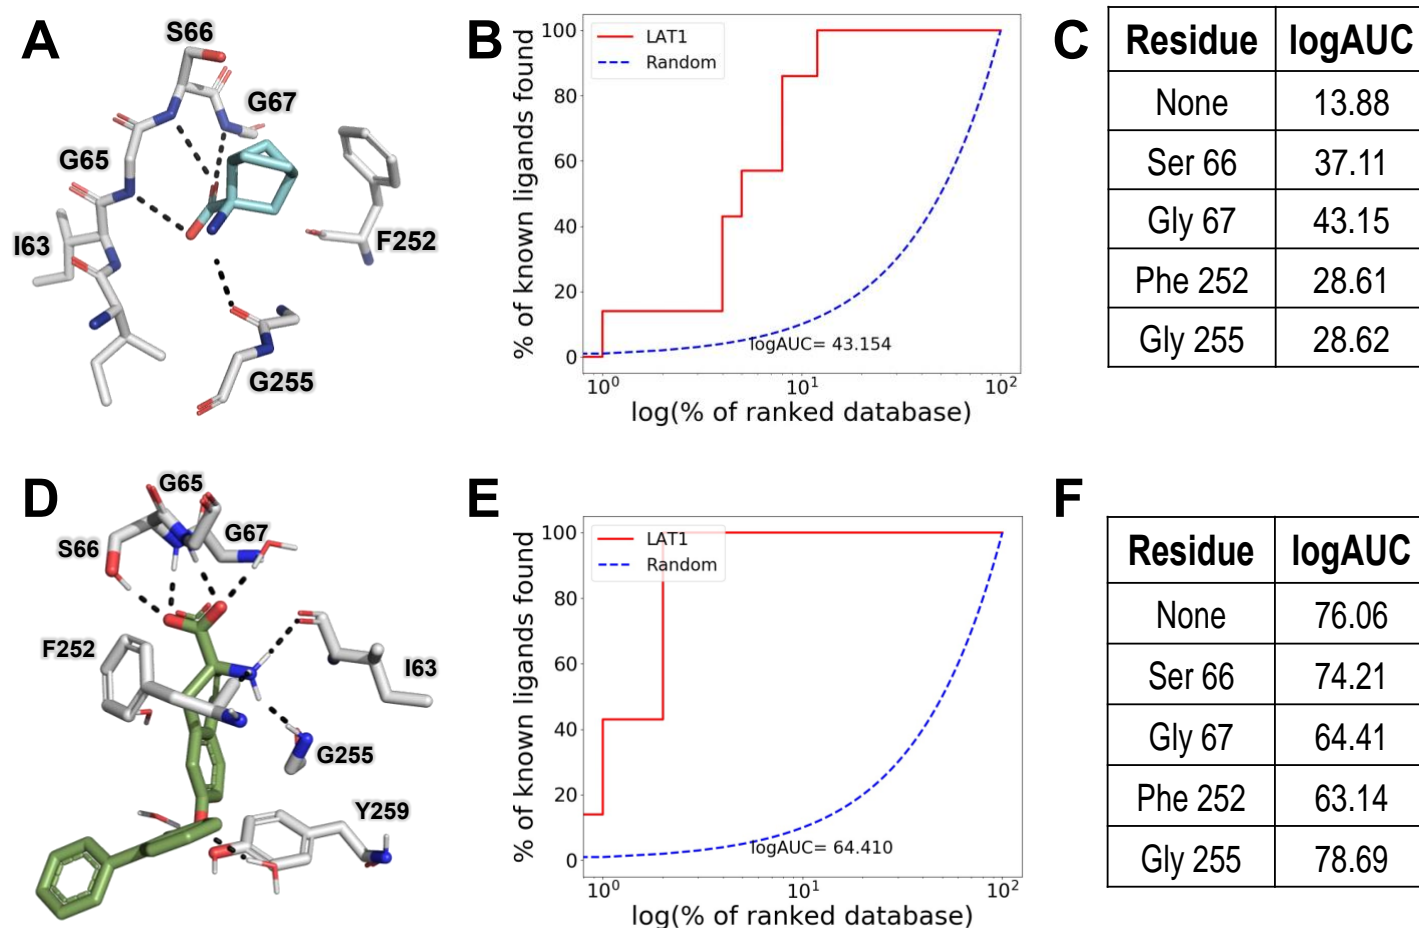 A
S66
G67
G65
I63
F252
G255
B
LAT1
Random
% of known ligands found
100
80
60
40
20
0
logAUC= 43.154
10^0
10^1
10^2
log(% of ranked database)
C
Residue logAUC
None 13.88
Ser 66 37.11
Gly 67 43.15
Phe 252 28.61
Gly 255 28.62
D
G65
G67
S66
F252
I63
G255
Y259
E
LAT1
Random
% of known ligands found
100
80
60
40
20
0
logAUC= 64.410
10^0
10^1
10^2
log(% of ranked database)
F
Residue logAUC
None 76.06
Ser 66 74.21
Gly 67 64.41
Phe 252 63.14
Gly 255 78.69